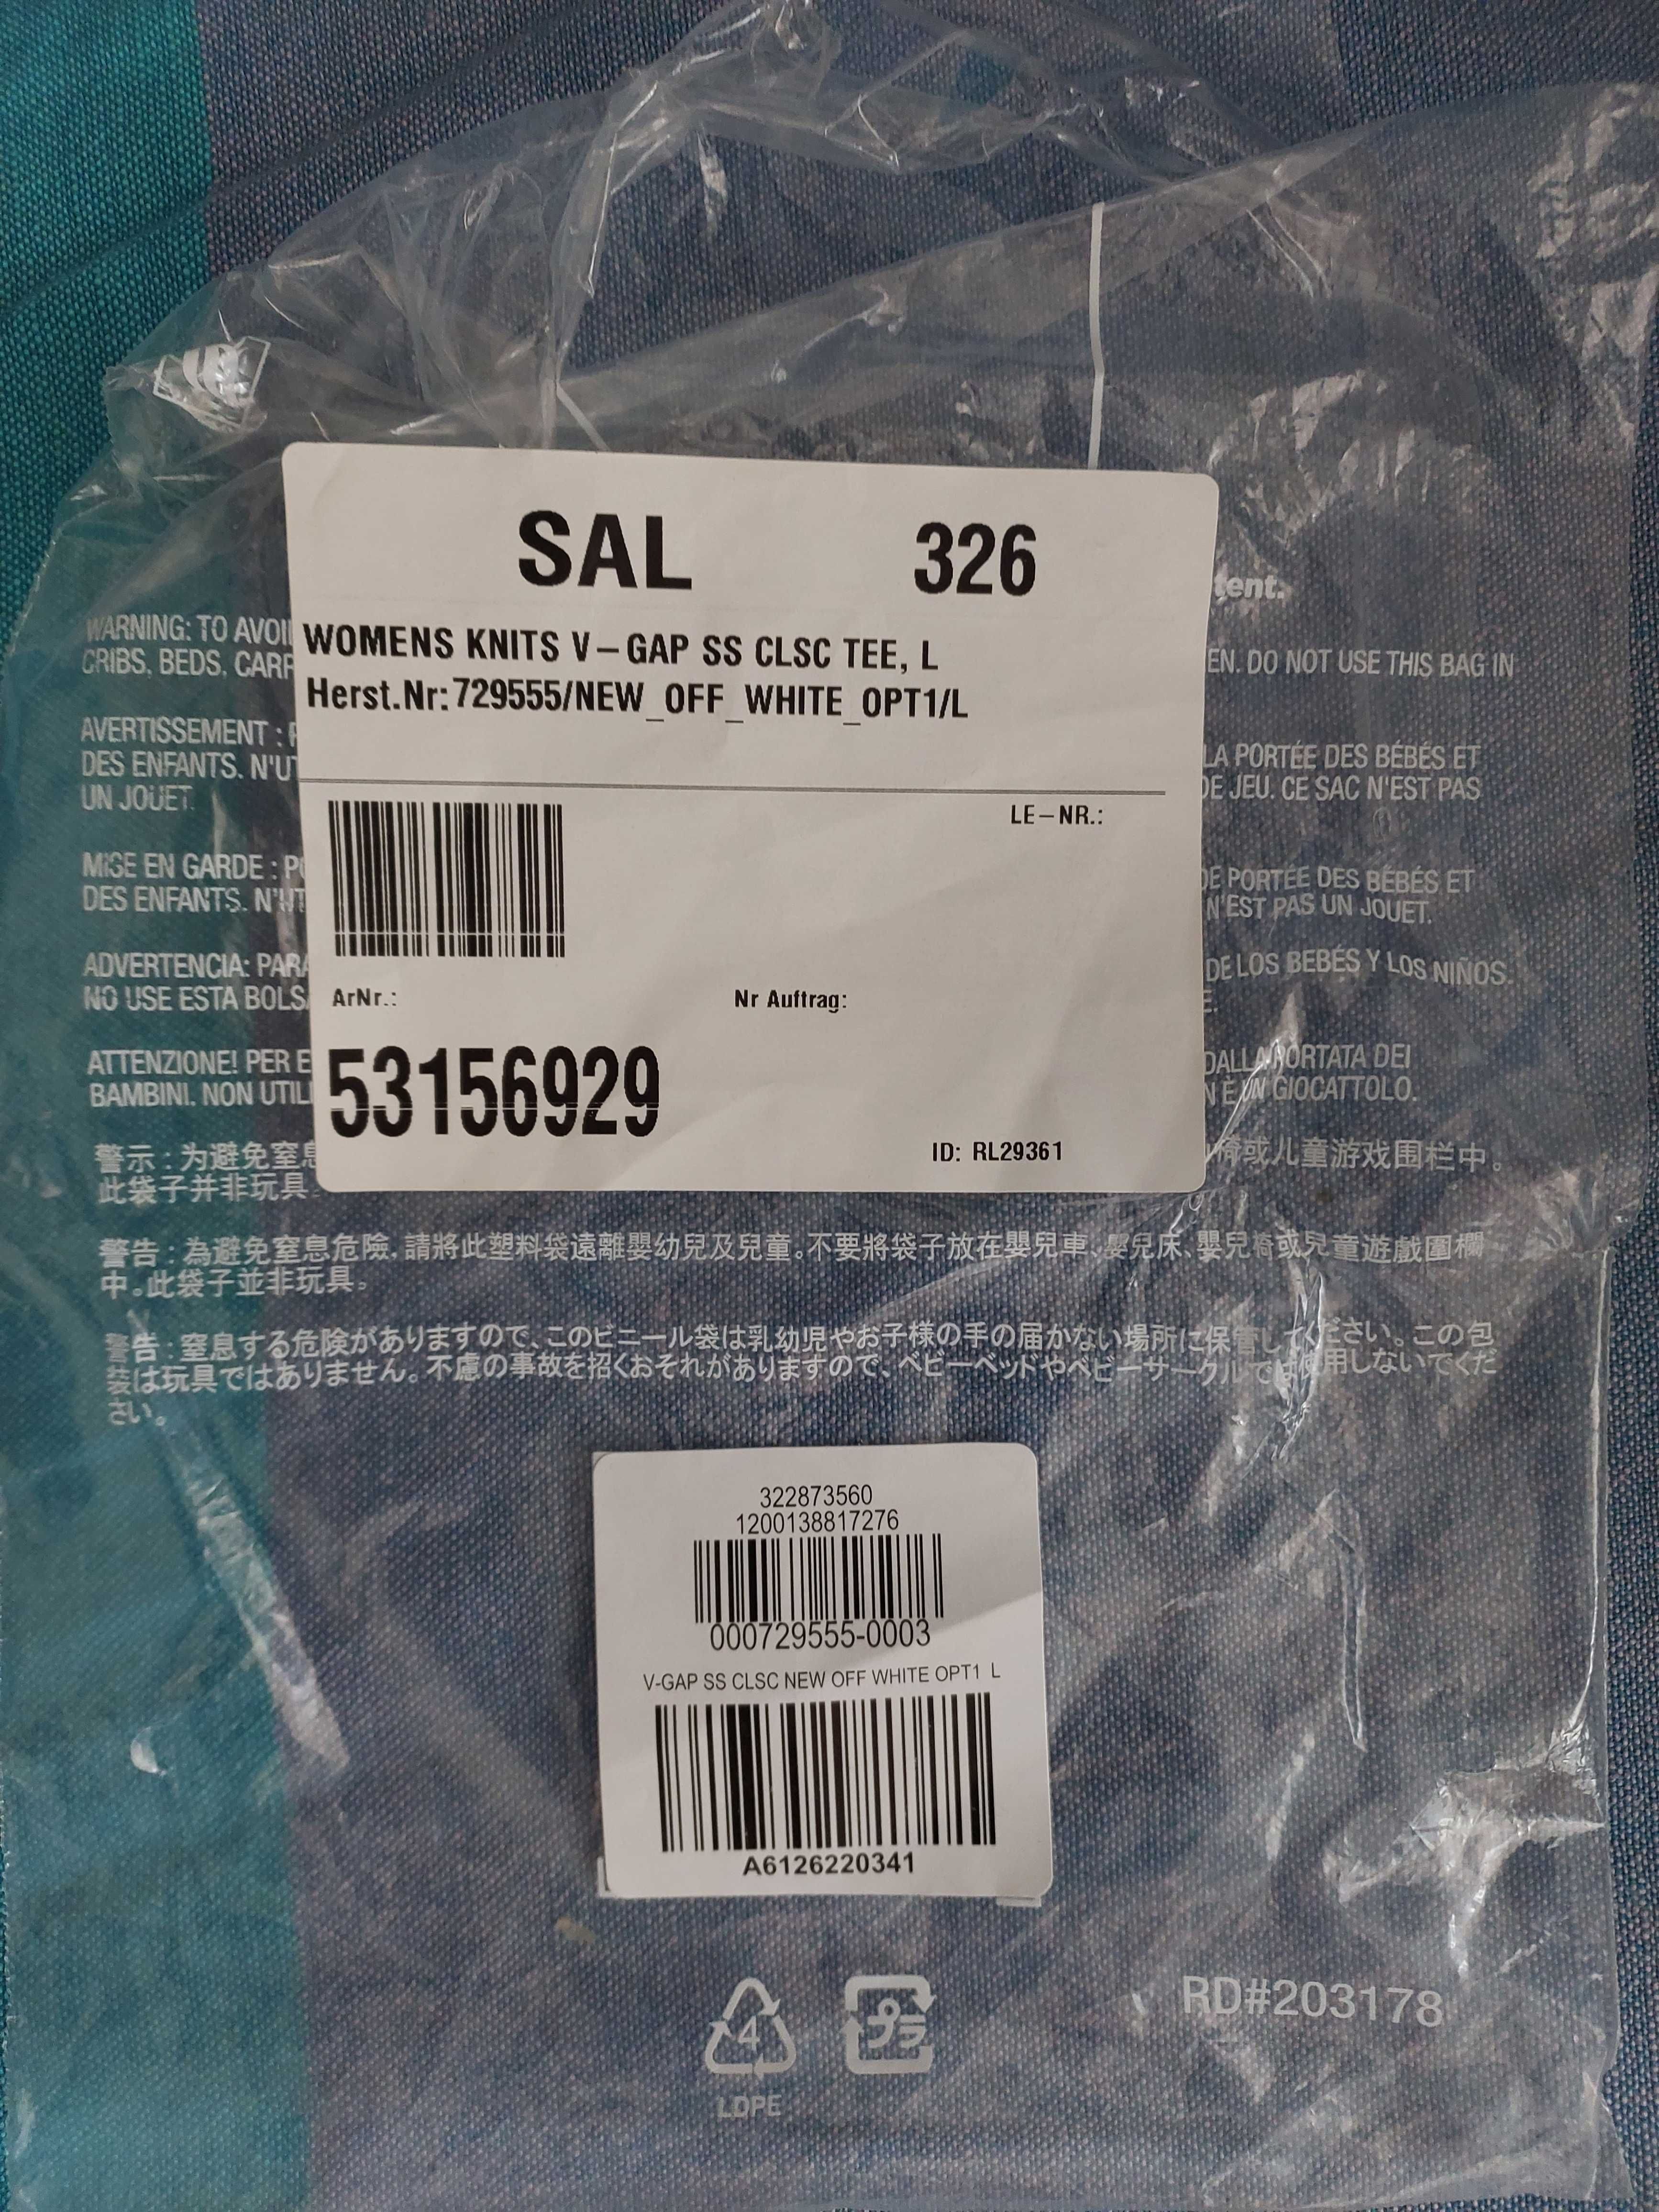 tent.
SAL 326
WOMENS KNITS V-GAP SS CLSC TEE, L
Herst.Nr:729555/NEW_OFF_WHITE_OPT1/L
LE-NR.:
ArNr.: Nr Auftrag:
53156929
ID: RL29361
WARNING: TO AVOI EN. DO NOT USE THIS BAG IN
CRIBS, BEDS, CARR
AVERTISSEMENT : P LA PORTÉE DES BÉBÉS ET
DES ENFANTS. N'UT DE JEU. CE SAC N'EST PAS
UN JOUET.
MISE EN GARDE : PO DE PORTÉE DES BÉBÉS ET
DES ENFANTS. N'UT N'EST PAS UN JOUET.
ADVERTENCIA: PARA DE LOS BEBÉS Y LOS NIÑOS.
NO USE ESTA BOLS E.
ATTENZIONE! PER E DALLA PORTATA DEI
BAMBINI. NON UTIL N È UN GIOCATTOLO.
警示：为避免窒息 椅或儿童游戏围栏中。
此袋子并非玩具
警告：為避免窒息危險，請將此塑料袋遠離嬰幼兒及兒童。不要將袋子放在嬰兒車、嬰兒床、嬰兒椅或兒童遊戲圍欄
中。此袋子並非玩具。
警告：窒息する危険がありますので、このビニール袋は乳幼児やお子様の手の届かない場所に保管してください。この包
装は玩具ではありません。不慮の事故を招くおそれがありますので、ベビーベッドやベビーサークルでは使用しないでくだ
さい。
322873560
1200138817276
000729555-0003
V-GAP SS CLSC NEW OFF WHITE OPT1 L
A6126220341
4
LDPE
プラ
RD#203178